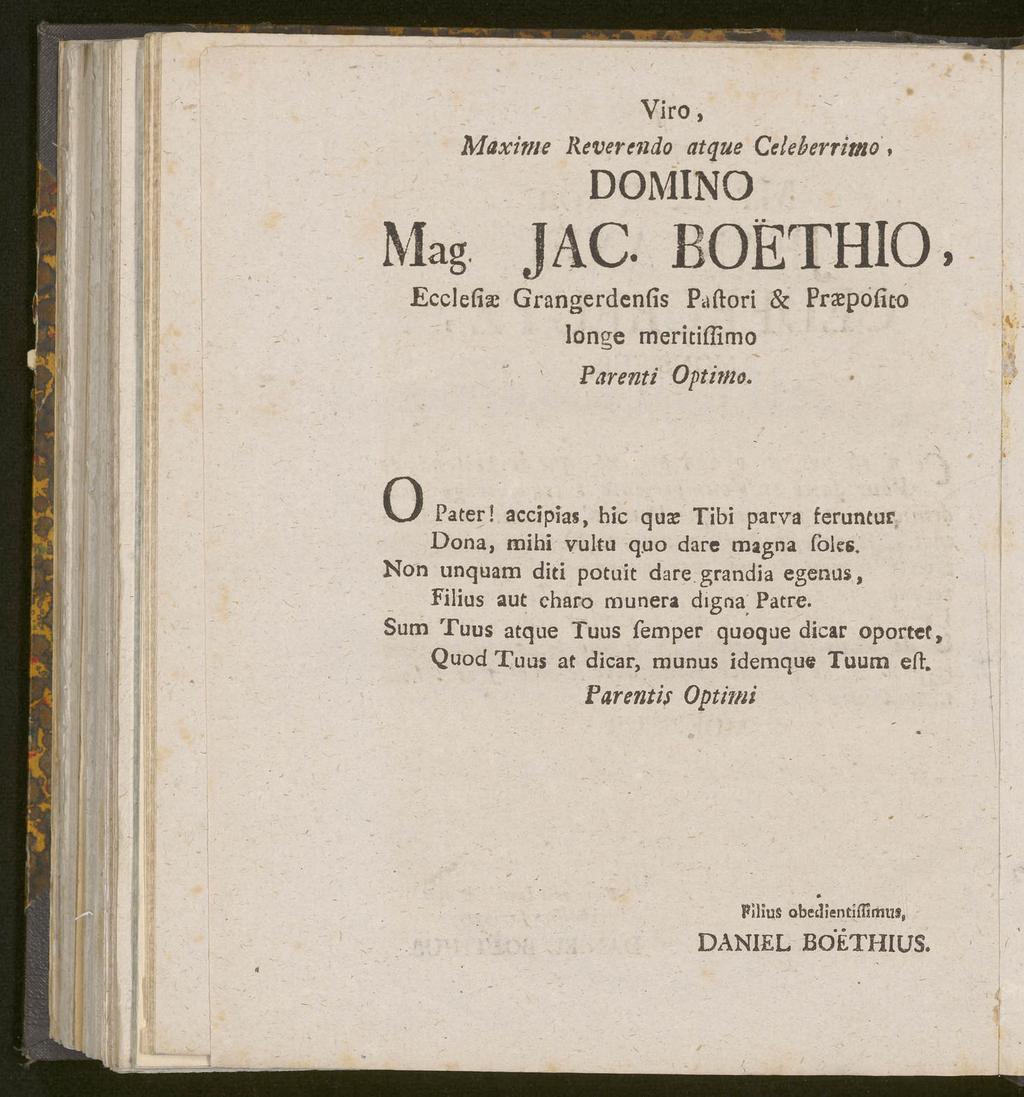 Viro,
Maxime Reverendo atque Celeberrimo,
DOMINO
Mag. JAC. BOËTHIO,
Eccleſiæ Grangerdenſis Paſtori & Præpoſito
longe meritiſſimo
Parenti Optimo.
O Pater! accipias, hic quæ Tibi parva feruntur
Dona, mihi vultu quo dare magna ſoles.
Non unquam diti potuit dare grandia egenus,
Filius aut charo munera digna Patre.
Sum Tuus atque Tuus ſemper quoque dicar oportet,
Quod Tuus at dicar, munus idemque Tuum eſt.
Parentis Optimi
Filius obedientiſſimus,
DANIEL BOËTHIUS.